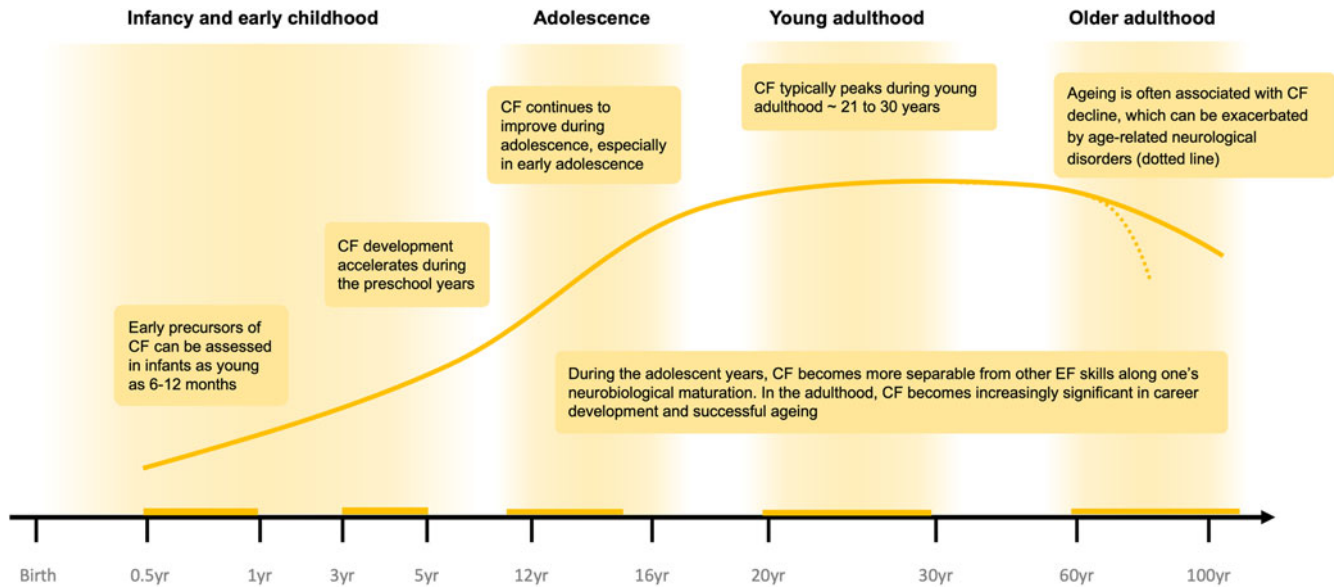 Infancy and early childhood
Adolescence
Young adulthood
Older adulthood
CF typically peaks during young
adulthood ~ 21 to 30 years
Ageing is often associated with CF
decline, which can be exacerbated
by age-related neurological
disorders (dotted line)
CF continues to
improve during
adolescence, especially
in early adolescence
CF development
accelerates during
the preschool years
Early precursors of
CF can be assessed
in infants as young
as 6-12 months
During the adolescent years, CF becomes more separable from other EF skills along one's
neurobiological maturation. In the adulthood, CF becomes increasingly significant in career
development and successful ageing
Birth
0.5yr
1yr
3yr
5yr
12yr
16yr
20yr
30yr
60yr
100yr